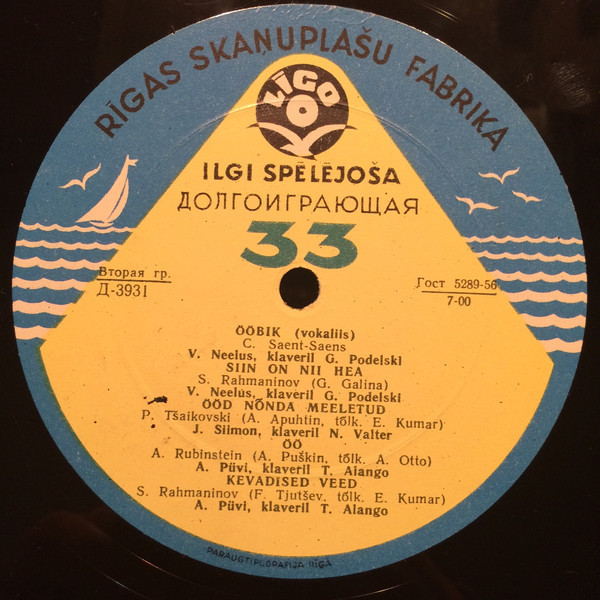 RĪGAS SKAŅUPLAŠU FABRIKA
LĪGO
ILGI SPĒLĒJOŠA
ДОЛГОИГРАЮЩАЯ
33
Вторая гр.
Д-3931
Гост 5289-56
7-00
ÖÖBIK (vokaliis)
C. Saent-Saens
V. Neelus, klaveril G. Podelski
SIIN ON NII HEA
S. Rahmaninov (G. Galina)
V. Neelus, klaveril G. Podelski
ÖÖD NÕNDA MEELETUD
P. Tšaikovski (A. Apuhtin, tõlk. E. Kumar)
J. Siimon, klaveril N. Valter
ÖÖ
A. Rubinstein (A. Puškin, tõlk. A. Otto)
A. Püvi, klaveril T. Alango
KEVADISED VEED
S. Rahmaninov (F. Tjutšev, tõlk. E. Kumar)
A. Püvi, klaveril T. Alango
PARAUGTIPOGRAFIJA RĪGĀ